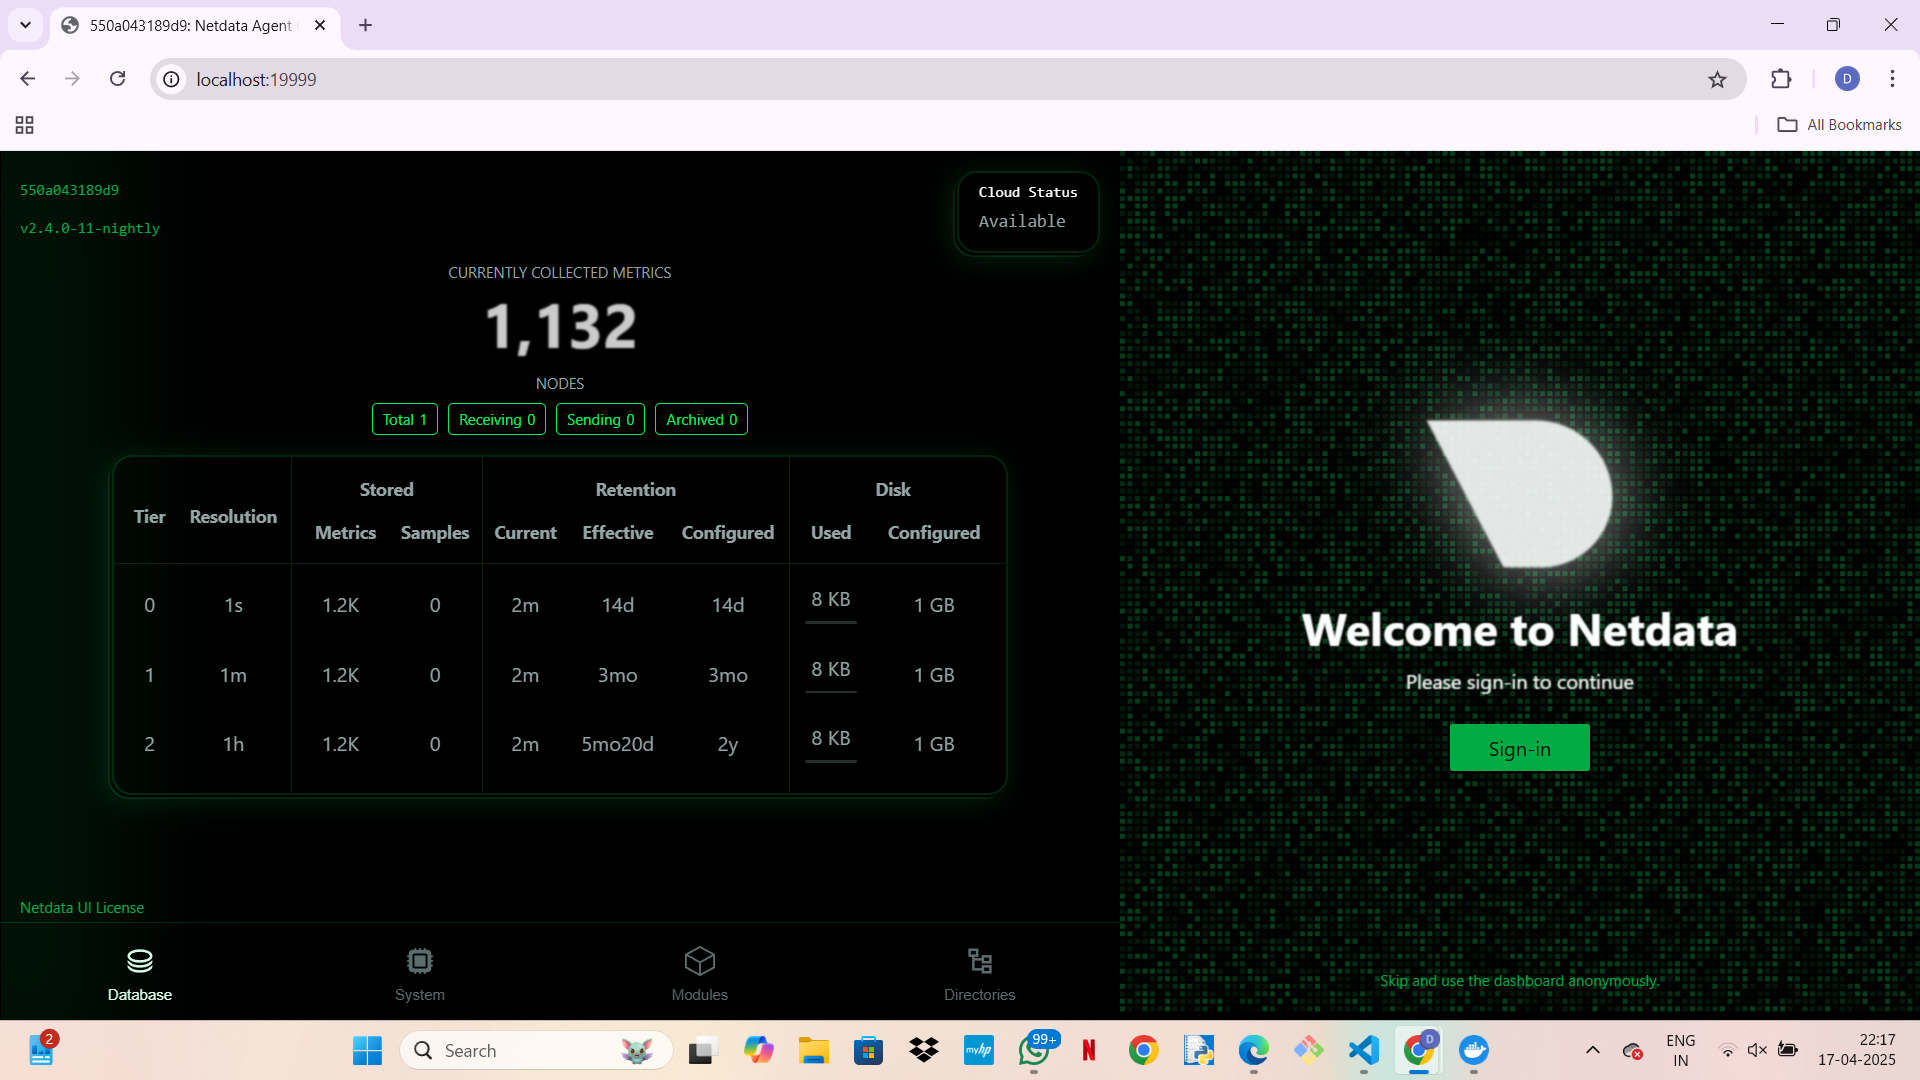 550a043189d9: Netdata Agent
localhost:19999
D
All Bookmarks
550a043189d9
v2.4.0-11-nightly
Cloud Status
Available
CURRENTLY COLLECTED METRICS
1,132
NODES
Total 1 Receiving 0 Sending 0 Archived 0
Stored Retention Disk
Tier Resolution
Metrics Samples Current Effective Configured Used Configured
0 1s 1.2K 0 2m 14d 14d 8 KB 1 GB
1 1m 1.2K 0 2m 3mo 3mo 8 KB 1 GB
2 1h 1.2K 0 2m 5mo20d 2y 8 KB 1 GB
Welcome to Netdata
Please sign-in to continue
Sign-in
Skip and use the dashboard anonymously.
Netdata UI License
Database System Modules Directories
2
Search
myhp
99+
N
D
ENG
IN
22:17
17-04-2025